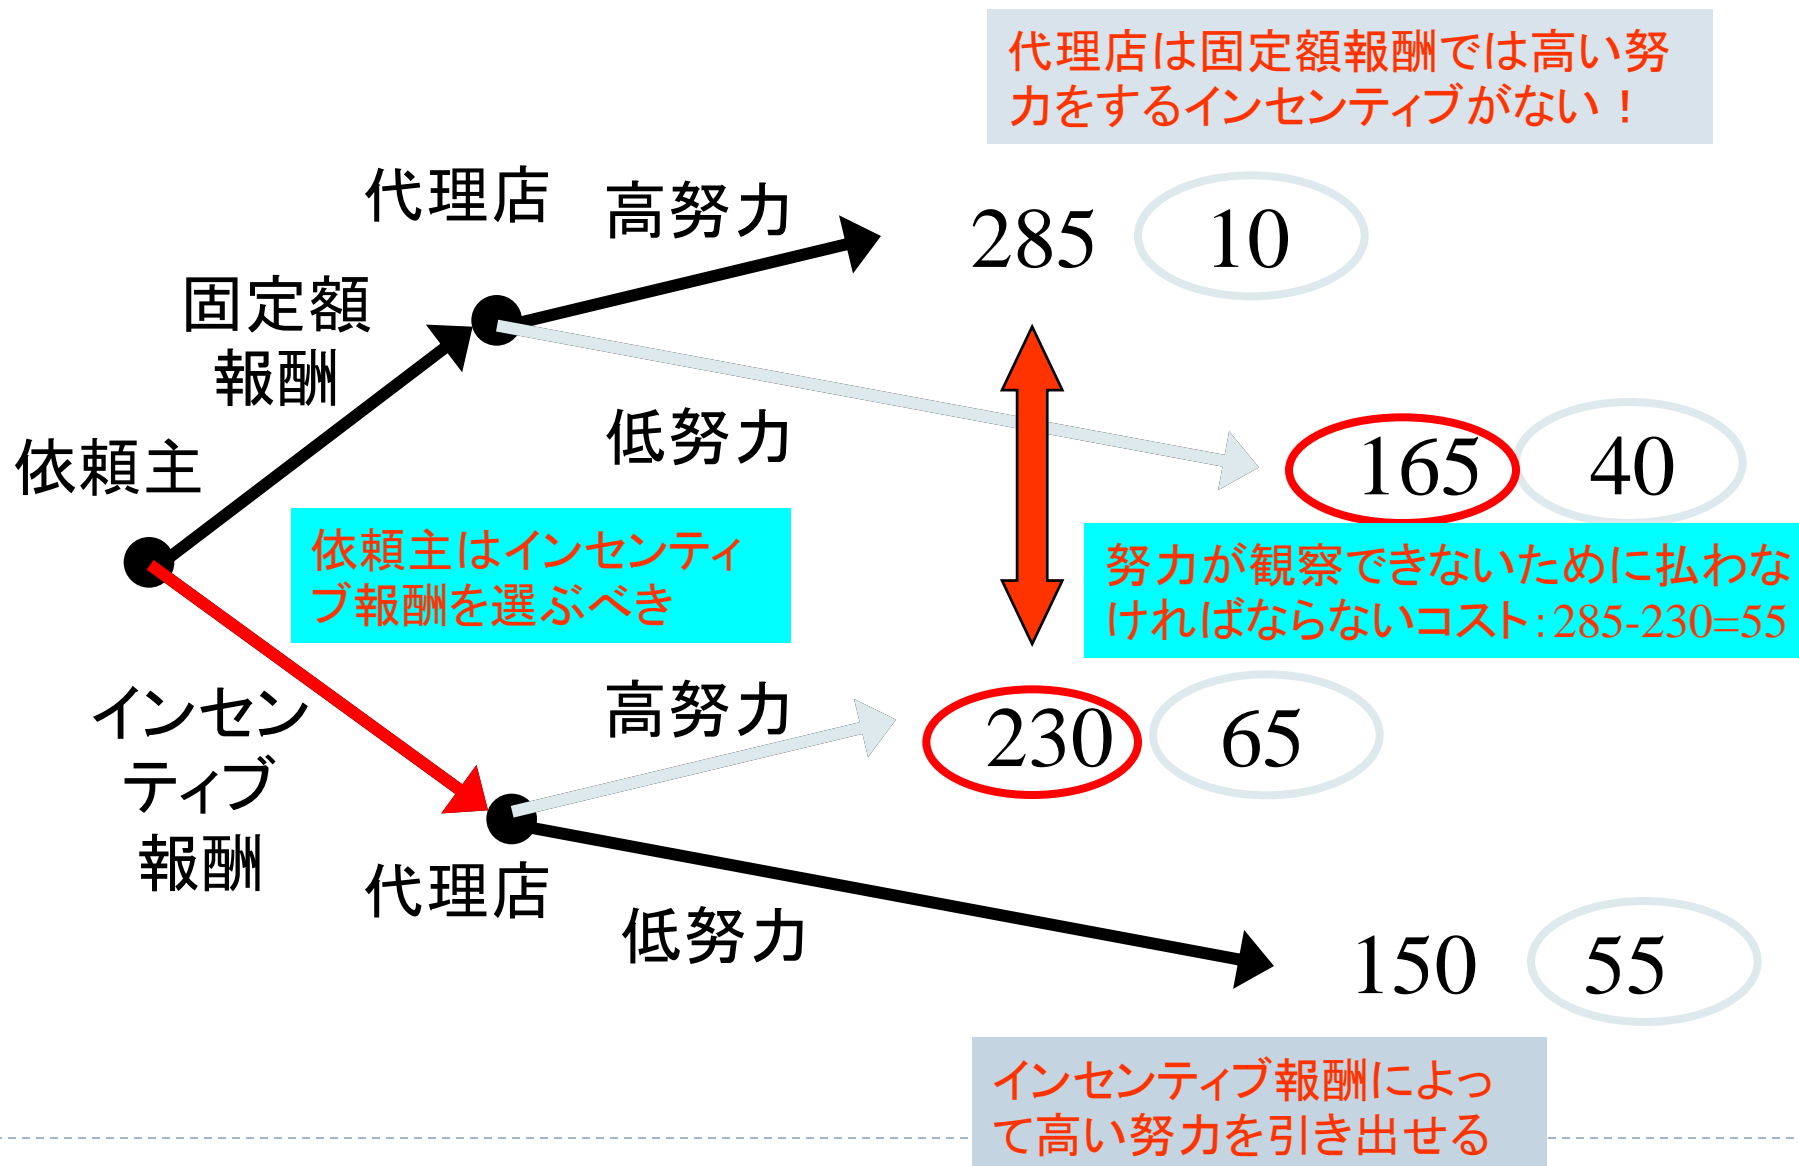 代理店は固定額報酬では高い努
力をするインセンティブがない！
代理店
高努力
285
10
固定額
報酬
低努力
165
40
依頼主
依頼主はインセンティ
ブ報酬を選ぶべき
努力が観察できないために払わな
ければならないコスト：285-230=55
インセン
ティブ
報酬
高努力
230
65
代理店
低努力
150
55
インセンティブ報酬によっ
て高い努力を引き出せる